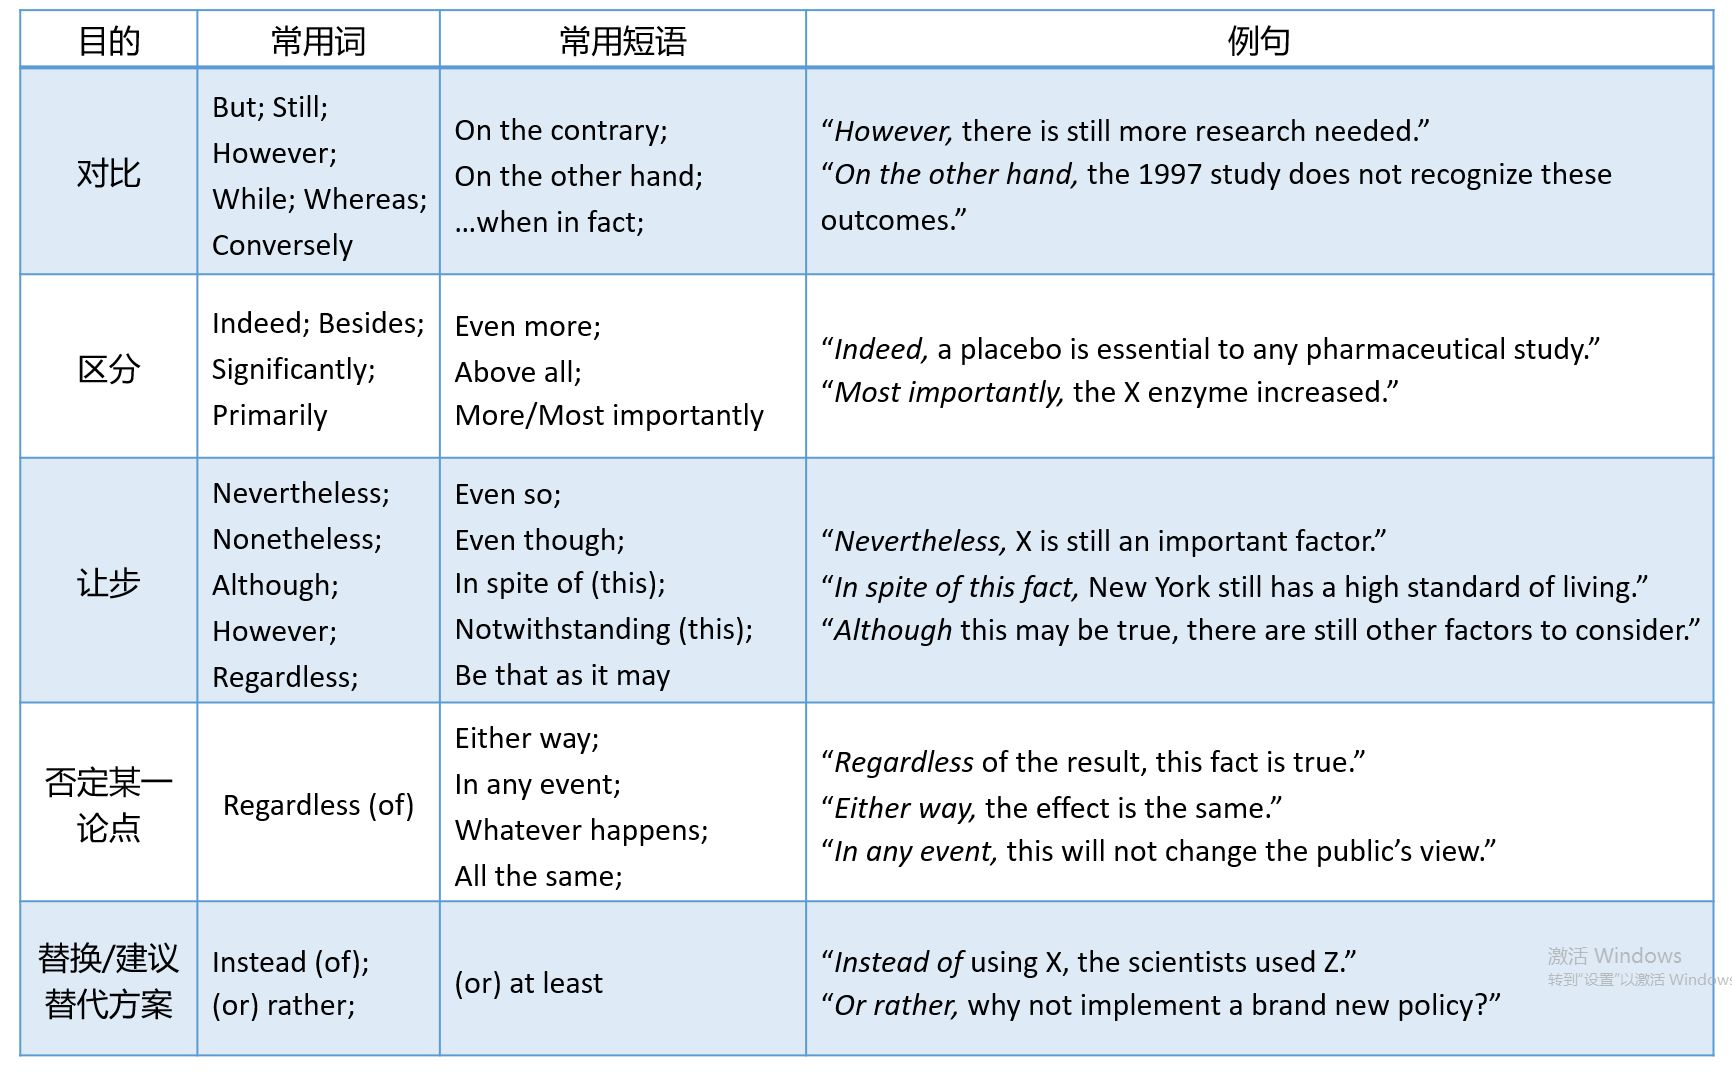 目的 常用词 常用短语 例句
对比
But; Still;
However;
While; Whereas;
Conversely
On the contrary;
On the other hand;
…when in fact;
“However, there is still more research needed.”
“On the other hand, the 1997 study does not recognize these
outcomes.”
区分
Indeed; Besides;
Significantly;
Primarily
Even more;
Above all;
More/Most importantly
“Indeed, a placebo is essential to any pharmaceutical study.”
“Most importantly, the X enzyme increased.”
让步
Nevertheless;
Nonetheless;
Although;
However;
Regardless;
Even so;
Even though;
In spite of (this);
Notwithstanding (this);
Be that as it may
“Nevertheless, X is still an important factor.”
“In spite of this fact, New York still has a high standard of living.”
“Although this may be true, there are still other factors to consider.”
否定某一
论点
Regardless (of)
Either way;
In any event;
Whatever happens;
All the same;
“Regardless of the result, this fact is true.”
“Either way, the effect is the same.”
“In any event, this will not change the public’s view.”
替换/建议
替代方案
Instead (of);
(or) rather;
(or) at least
“Instead of using X, the scientists used Z.”
“Or rather, why not implement a brand new policy?”
激活 Windows
转到“设置”以激活 Windows